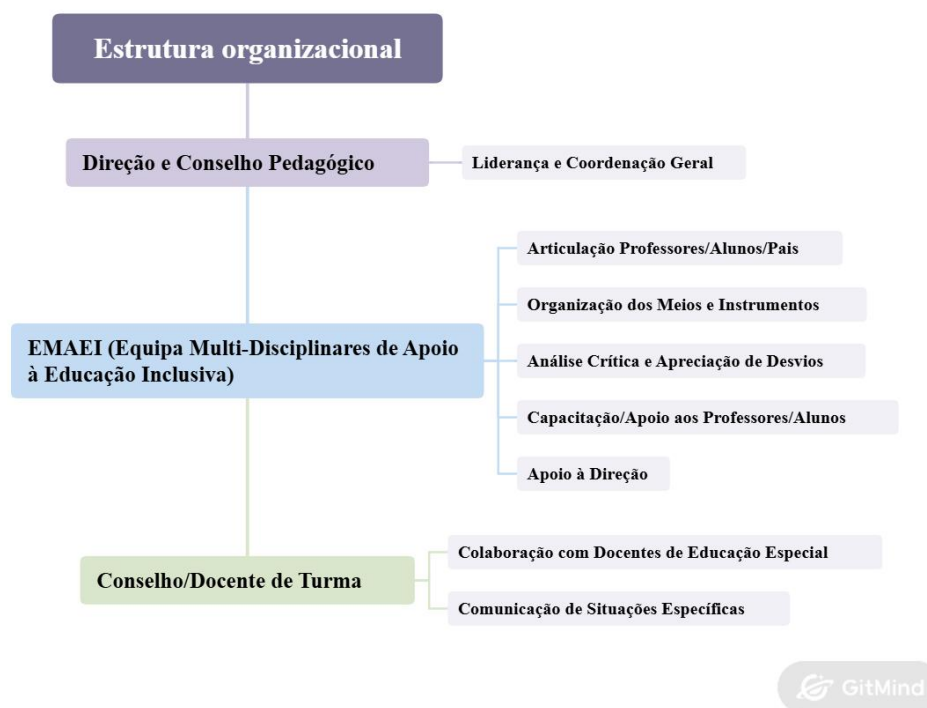 Estrutura organizacional
Direção e Conselho Pedagógico
Liderança e Coordenação Geral
Articulação Professores/Alunos/Pais
Organização dos Meios e Instrumentos
EMAEI (Equipa Multi-Disciplinares de Apoio
à Educação Inclusiva)
Análise Crítica e Apreciação de Desvios
Capacitação/Apoio aos Professores/Alunos
Apoio à Direção
Conselho/Docente de Turma
Colaboração com Docentes de Educação Especial
Comunicação de Situações Específicas
GitMind